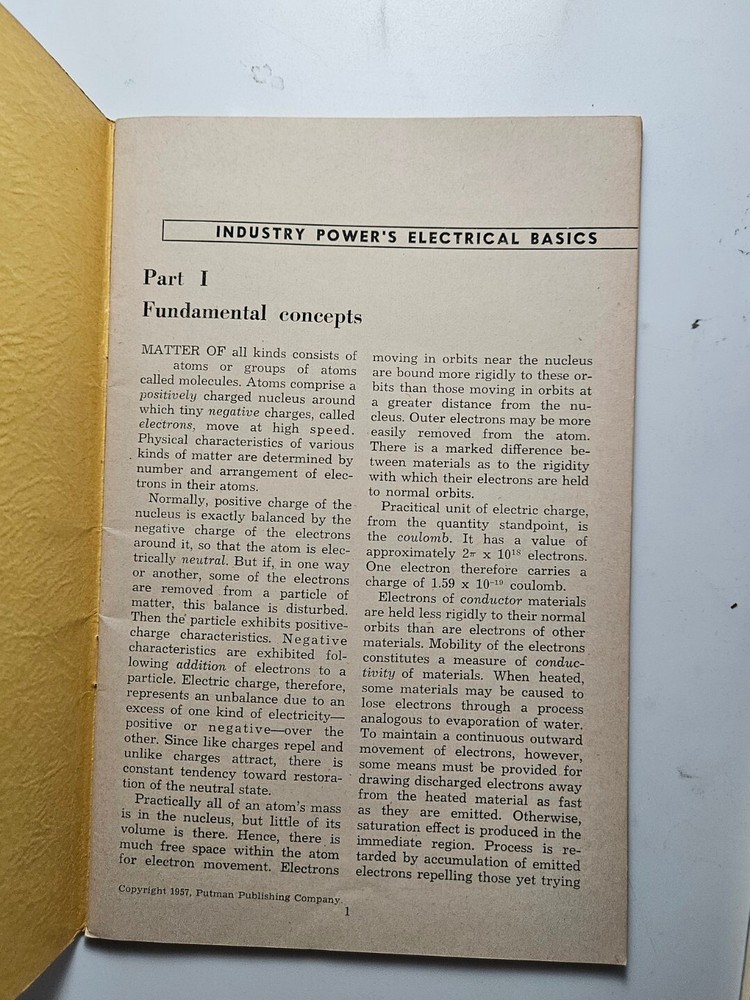 INDUSTRY POWER'S ELECTRICAL BASICS
Part I
Fundamental concepts
MATTER OF all kinds consists of
atoms or groups of atoms
called molecules. Atoms comprise a
positively charged nucleus around
which tiny negative charges, called
electrons, move at high speed.
Physical characteristics of various
kinds of matter are determined by
number and arrangement of elec-
trons in their atoms.
Normally, positive charge of the
nucleus is exactly balanced by the
negative charge of the electrons
around it, so that the atom is elec-
trically neutral. But if, in one way
or another, some of the electrons
are removed from a particle of
matter, this balance is disturbed.
Then the particle exhibits positive-
charge characteristics. Negative
characteristics are exhibited fol-
lowing addition of electrons to a
particle. Electric charge, therefore,
represents an unbalance due to an
excess of one kind of electricity—
positive or negative—over the
other. Since like charges repel and
unlike charges attract, there is
constant tendency toward restora-
tion of the neutral state.
Practically all of an atom's mass
is in the nucleus, but little of its
volume is there. Hence, there is
much free space within the atom
for electron movement. Electrons
moving in orbits near the nucleus
are bound more rigidly to these or-
bits than those moving in orbits at
a greater distance from the nu-
cleus. Outer electrons may be more
easily removed from the atom.
There is a marked difference be-
tween materials as to the rigidity
with which their electrons are held
to normal orbits.
Pracitical unit of electric charge,
from the quantity standpoint, is
the coulomb. It has a value of
approximately 2π x 10¹⁸ electrons.
One electron therefore carries a
charge of 1.59 x 10⁻¹⁹ coulomb.
Electrons of conductor materials
are held less rigidly to their normal
orbits than are electrons of other
materials. Mobility of the electrons
constitutes a measure of conduc-
tivity of materials. When heated,
some materials may be caused to
lose electrons through a process
analogous to evaporation of water.
To maintain a continuous outward
movement of electrons, however,
some means must be provided for
drawing discharged electrons away
from the heated material as fast
as they are emitted. Otherwise,
saturation effect is produced in the
immediate region. Process is re-
tarded by accumulation of emitted
electrons repelling those yet trying
Copyright 1957, Putman Publishing Company
1